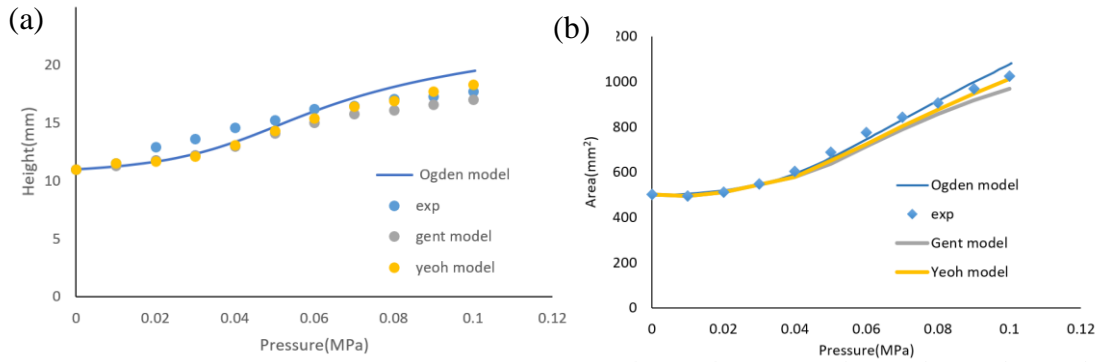 (a)
20
15
10
5
0
Height(mm)
0 0.02 0.04 0.06 0.08 0.1 0.12
Pressure(MPa)
Ogden model
exp
gent model
yeoh model
(b)
200
1000
800
600
400
200
0
Area(mm²)
0 0.02 0.04 0.06 0.08 0.1 0.12
Pressure(MPa)
Ogden model
exp
Gent model
Yeoh model